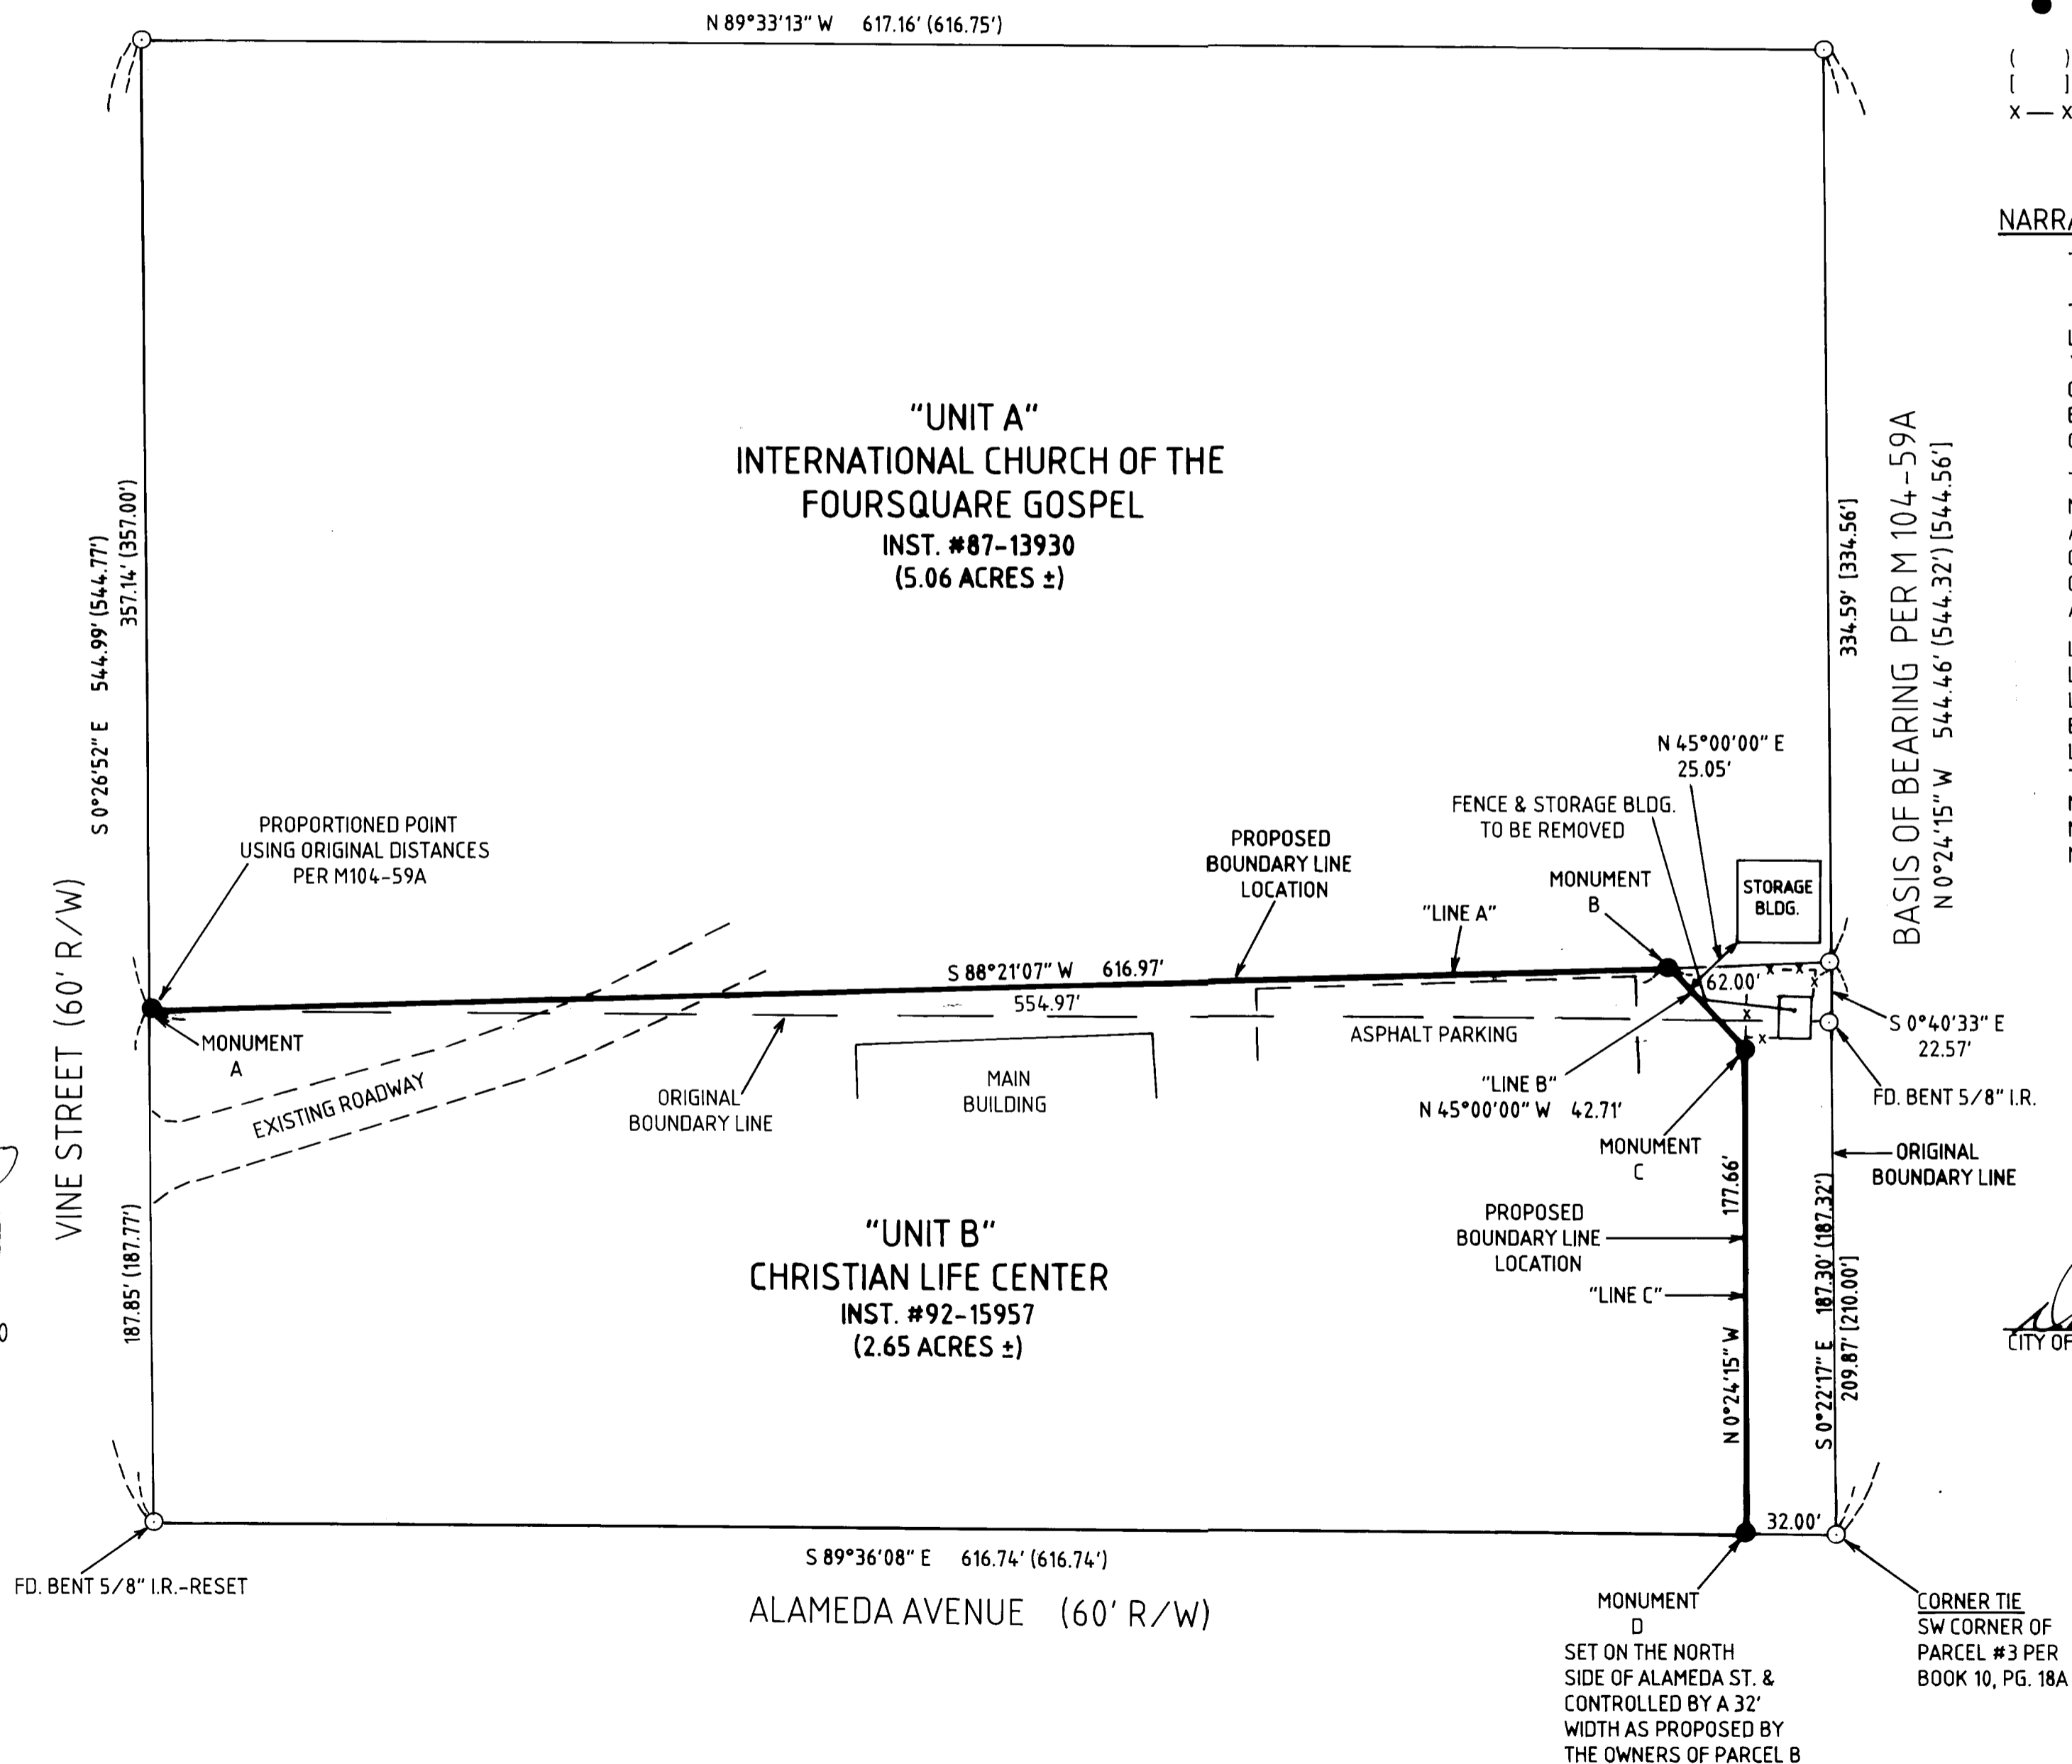 N 89°33'13" W 617.16' (616.75')
( )
[ ]
X — X
"UNIT A"
INTERNATIONAL CHURCH OF THE
FOURSQUARE GOSPEL
INST. #87-13930
(5.06 ACRES ±)
S 0°26'52" E 544.99' (544.77')
357.14' (357.00')
334.59' [334.56']
BASIS OF BEARING PER M 104-59A
N 0°24'15" W 544.46' (544.32') [544.56']
N 45°00'00" E
25.05'
FENCE & STORAGE BLDG.
TO BE REMOVED
PROPORTIONED POINT
USING ORIGINAL DISTANCES
PER M104-59A
PROPOSED
BOUNDARY LINE
LOCATION
MONUMENT
B
STORAGE
BLDG.
"LINE A"
S 88°21'07" W 616.97'
554.97'
62.00'
X – X
X
X
X
MONUMENT
A
VINE STREET (60' R/W)
EXISTING ROADWAY
ORIGINAL
BOUNDARY LINE
MAIN
BUILDING
ASPHALT PARKING
S 0°40'33" E
22.57'
"LINE B"
N 45°00'00" W 42.71'
FD. BENT 5/8" I.R.
MONUMENT
C
ORIGINAL
BOUNDARY LINE
177.66'
PROPOSED
BOUNDARY LINE
LOCATION
"LINE C"
N 0°24'15" W
S 0°22'17" E 187.30' (187.32')
209.87' [210.00']
187.85' (187.77')
"UNIT B"
CHRISTIAN LIFE CENTER
INST. #92-15957
(2.65 ACRES ±)
CITY OF
32.00'
S 89°36'08" E 616.74' (616.74')
FD. BENT 5/8" I.R.-RESET
ALAMEDA AVENUE (60' R/W)
MONUMENT
D
SET ON THE NORTH
SIDE OF ALAMEDA ST. &
CONTROLLED BY A 32'
WIDTH AS PROPOSED BY
THE OWNERS OF PARCEL B
CORNER TIE
SW CORNER OF
PARCEL #3 PER
BOOK 10, PG. 18A